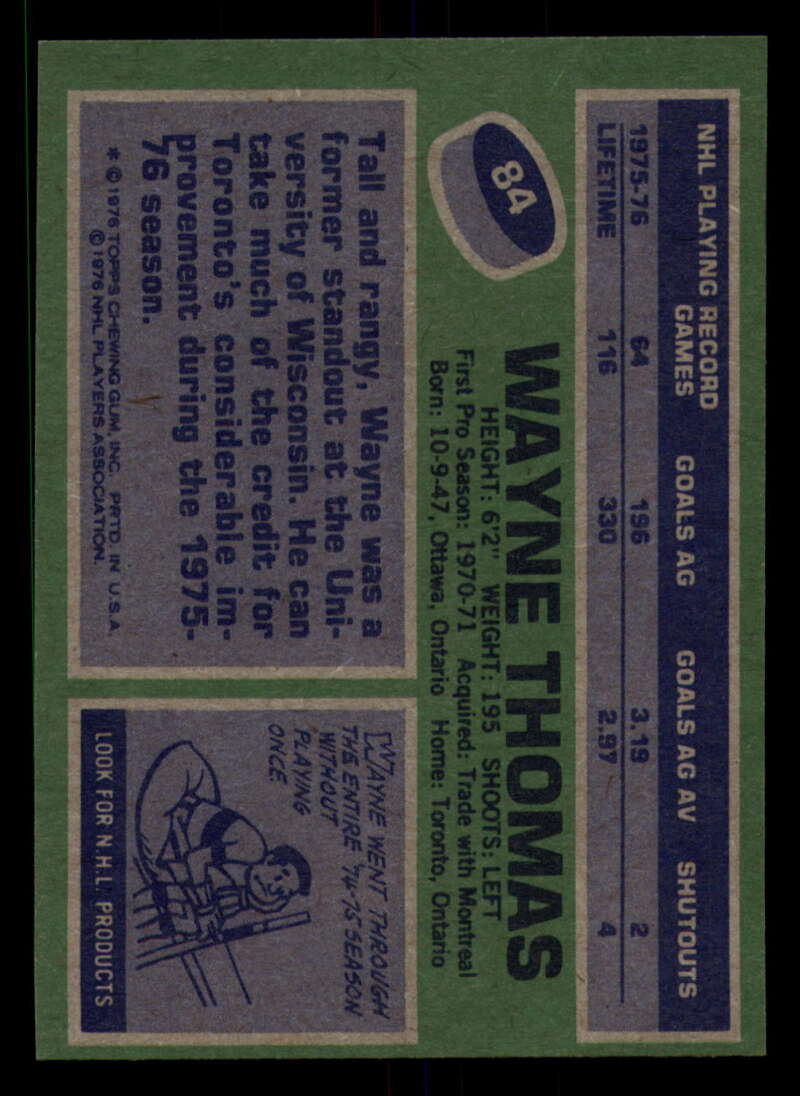 NHL PLAYING RECORD
GAMES GOALS AG GOALS AG AV SHUTOUTS
1975-76 64 196 3.19 2
LIFETIME 116 330 2.97 4
84
WAYNE THOMAS
HEIGHT: 6'2" WEIGHT: 195 SHOOTS: LEFT
First Pro Season: 1970-71 Acquired: Trade with Montreal
Born: 10-9-47, Ottawa, Ontario Home: Toronto, Ontario
Tall and rangy, Wayne was a
former standout at the Uni-
versity of Wisconsin. He can
take much of the credit for
Toronto's considerable im-
provement during the 1975-
76 season.
* © 1976 TOPPS CHEWING GUM, INC. PRTD. IN U.S.A.
© 1976 NHL PLAYERS ASSOCIATION.
WAYNE WENT THROUGH
THE ENTIRE '74-75 SEASON
WITHOUT
PLAYING
ONCE
LOOK FOR N.H.L. PRODUCTS